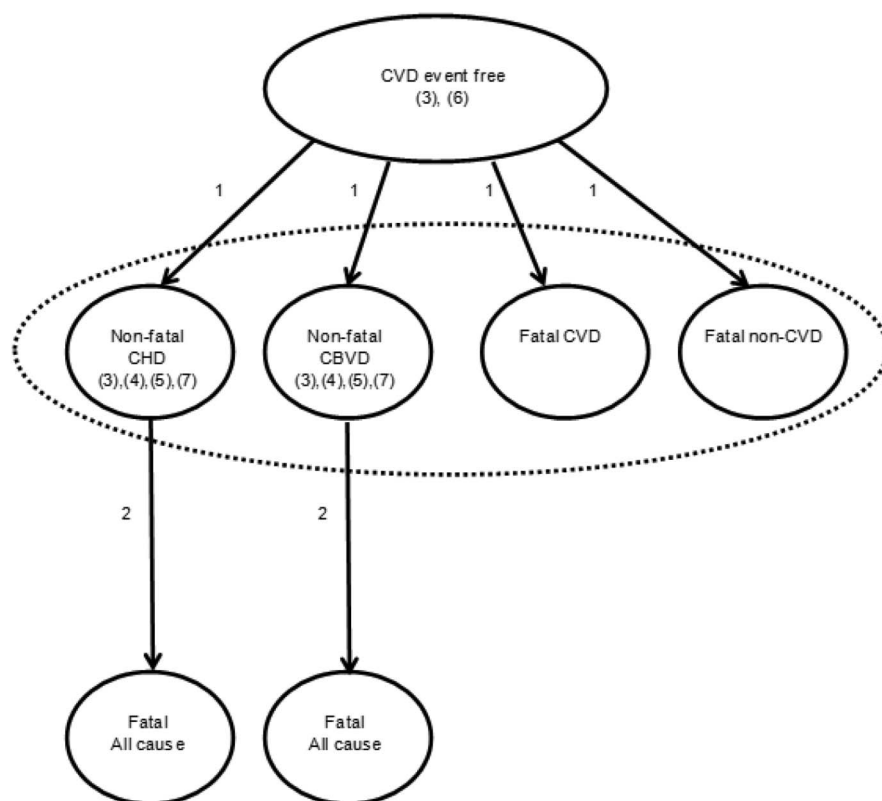 CVD event free
(3), (6)
1
1
1
1
Non-fatal
CHD
(3),(4),(5),(7)
Non-fatal
CBVD
(3),(4),(5),(7)
Fatal CVD
Fatal non-CVD
2
2
Fatal
All cause
Fatal
All cause